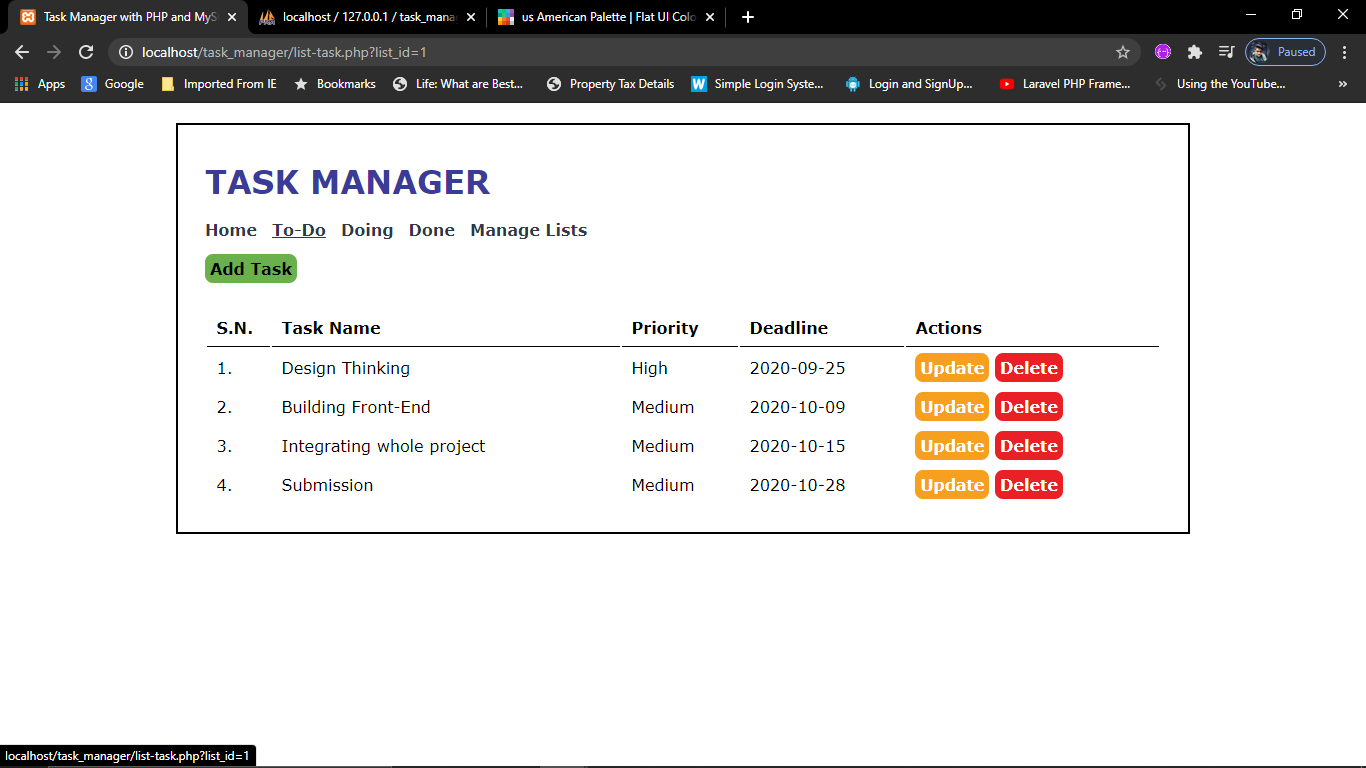 Task Manager with PHP and MyS
localhost / 127.0.0.1 / task_mana
us American Palette | Flat UI Colo
localhost/task_manager/list-task.php?list_id=1
Paused
Apps Google Imported From IE Bookmarks Life: What are Best... Property Tax Details Simple Login Syste... Login and SignUp... Laravel PHP Frame... Using the YouTube... »
TASK MANAGER
Home To-Do Doing Done Manage Lists
Add Task
S.N. Task Name Priority Deadline Actions
1. Design Thinking High 2020-09-25 Update Delete
2. Building Front-End Medium 2020-10-09 Update Delete
3. Integrating whole project Medium 2020-10-15 Update Delete
4. Submission Medium 2020-10-28 Update Delete
localhost/task_manager/list-task.php?list_id=1